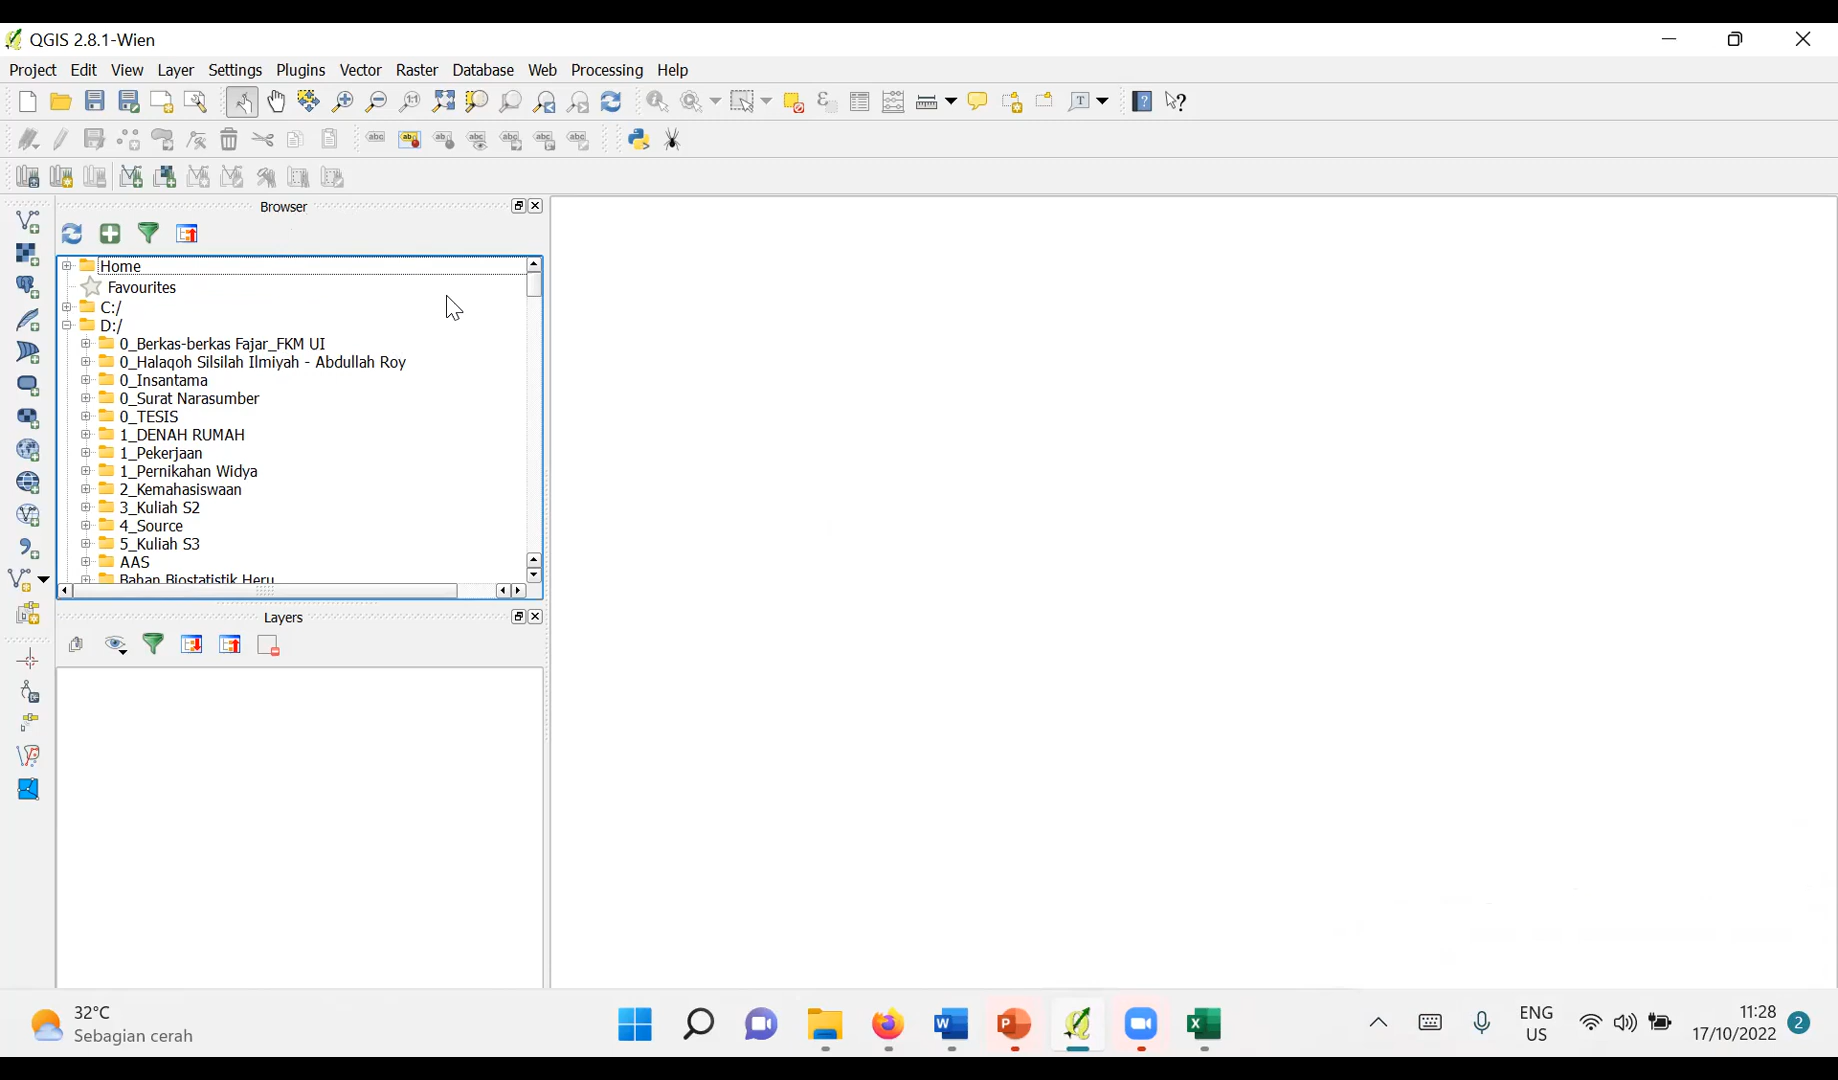 QGIS 2.8.1-Wien
Project Edit View Layer Settings Plugins Vector Raster Database Web Processing Help
Browser
Home
Favourites
C:/
D:/
0_Berkas-berkas Fajar_FKM UI
0_Halaqoh Silsilah Ilmiyah - Abdullah Roy
0_Insantama
0_Surat Narasumber
0_TESIS
1_DENAH RUMAH
1_Pekerjaan
1_Pernikahan Widya
2_Kemahasiswaan
3_Kuliah S2
4_Source
5_Kuliah S3
AAS
Bahan Biostatistik Heru
Layers
32°C
Sebagian cerah
ENG
US
11:28
17/10/2022
2